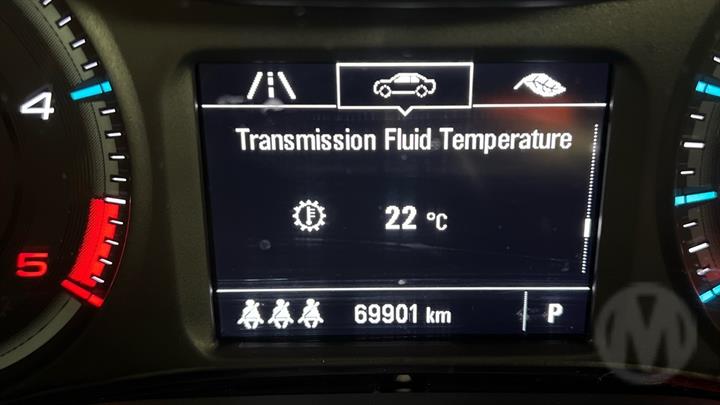 Transmission Fluid Temperature
4
22 °C
5
69901 km
P
M